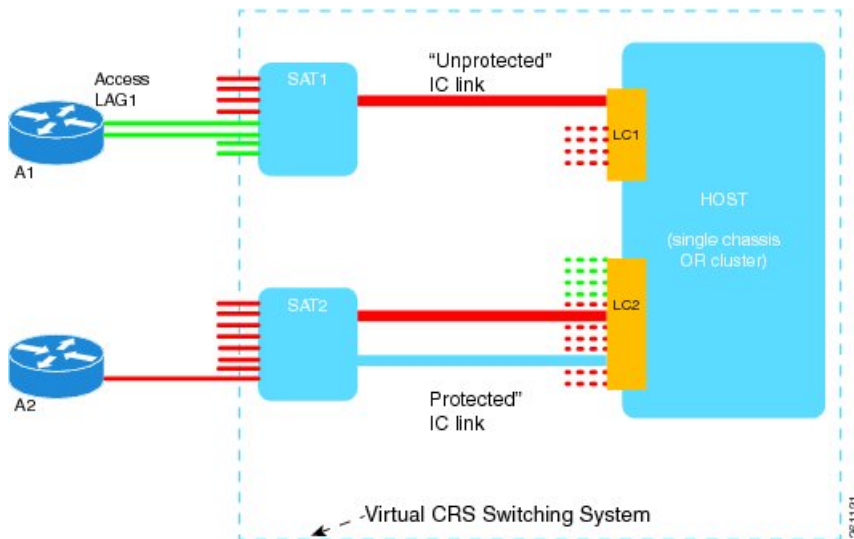 Access
LAG1
A1
SAT1
“Unprotected”
IC link
LC1
HOST
(single chassis
OR cluster)
SAT2
LC2
A2
Protected”
IC link
Virtual CRS Switching System